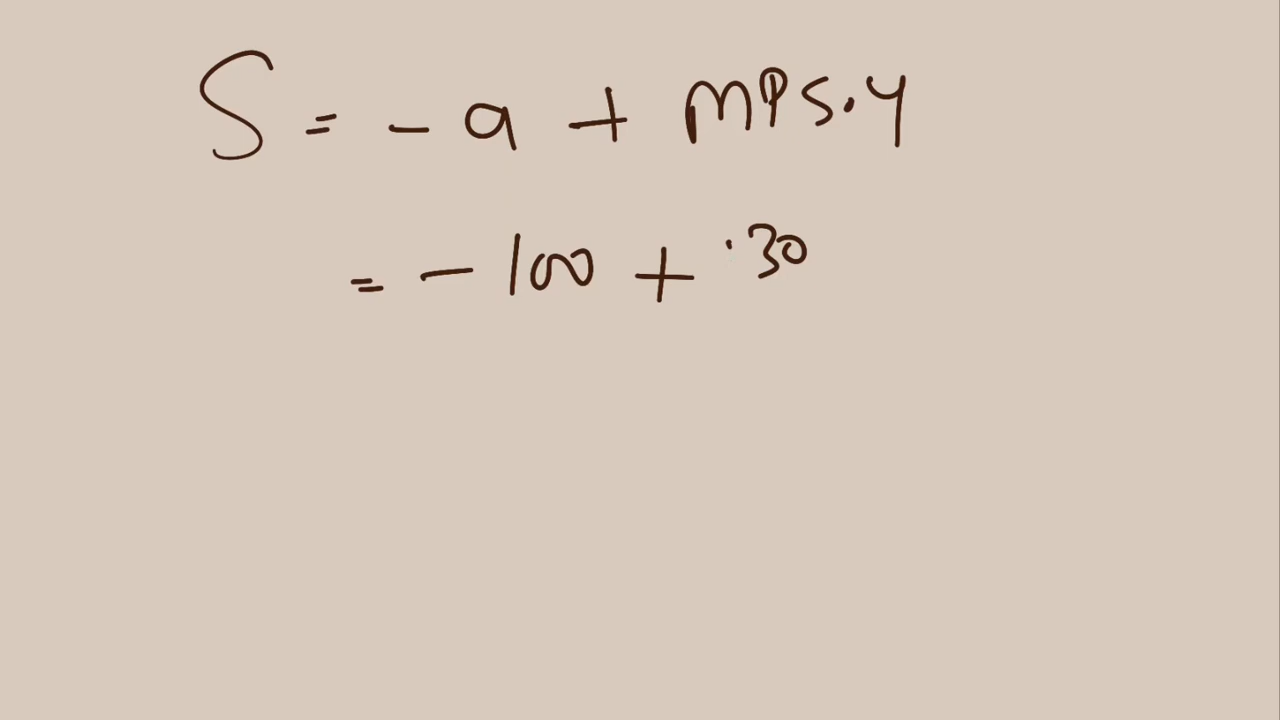 S = - a + MPS.Y
= - 100 + .30